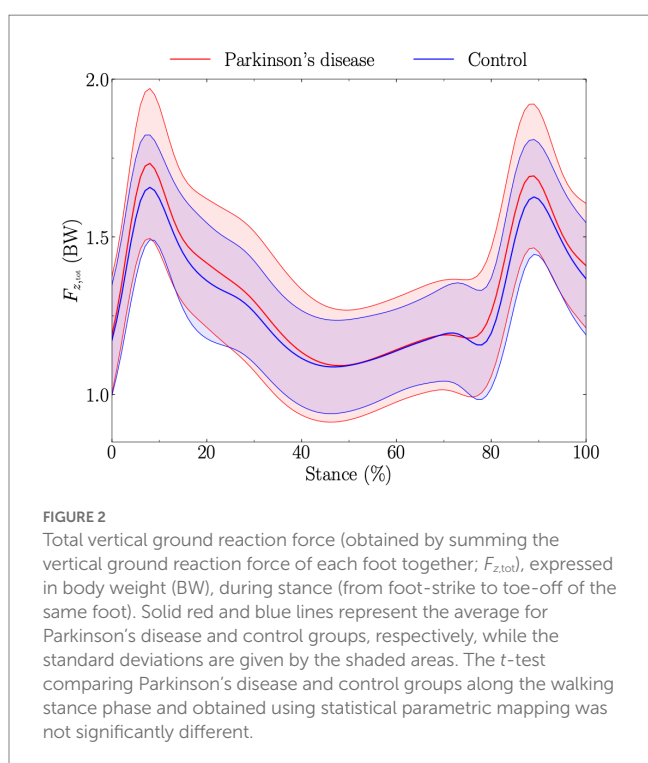 Parkinson's disease Control
2.0
1.5
1.0
F_z,tot (BW)
0 20 40 60 80 100
Stance (%)
FIGURE 2
Total vertical ground reaction force (obtained by summing the
vertical ground reaction force of each foot together; F_z,tot), expressed
in body weight (BW), during stance (from foot-strike to toe-off of the
same foot). Solid red and blue lines represent the average for
Parkinson's disease and control groups, respectively, while the
standard deviations are given by the shaded areas. The t-test
comparing Parkinson's disease and control groups along the walking
stance phase and obtained using statistical parametric mapping was
not significantly different.